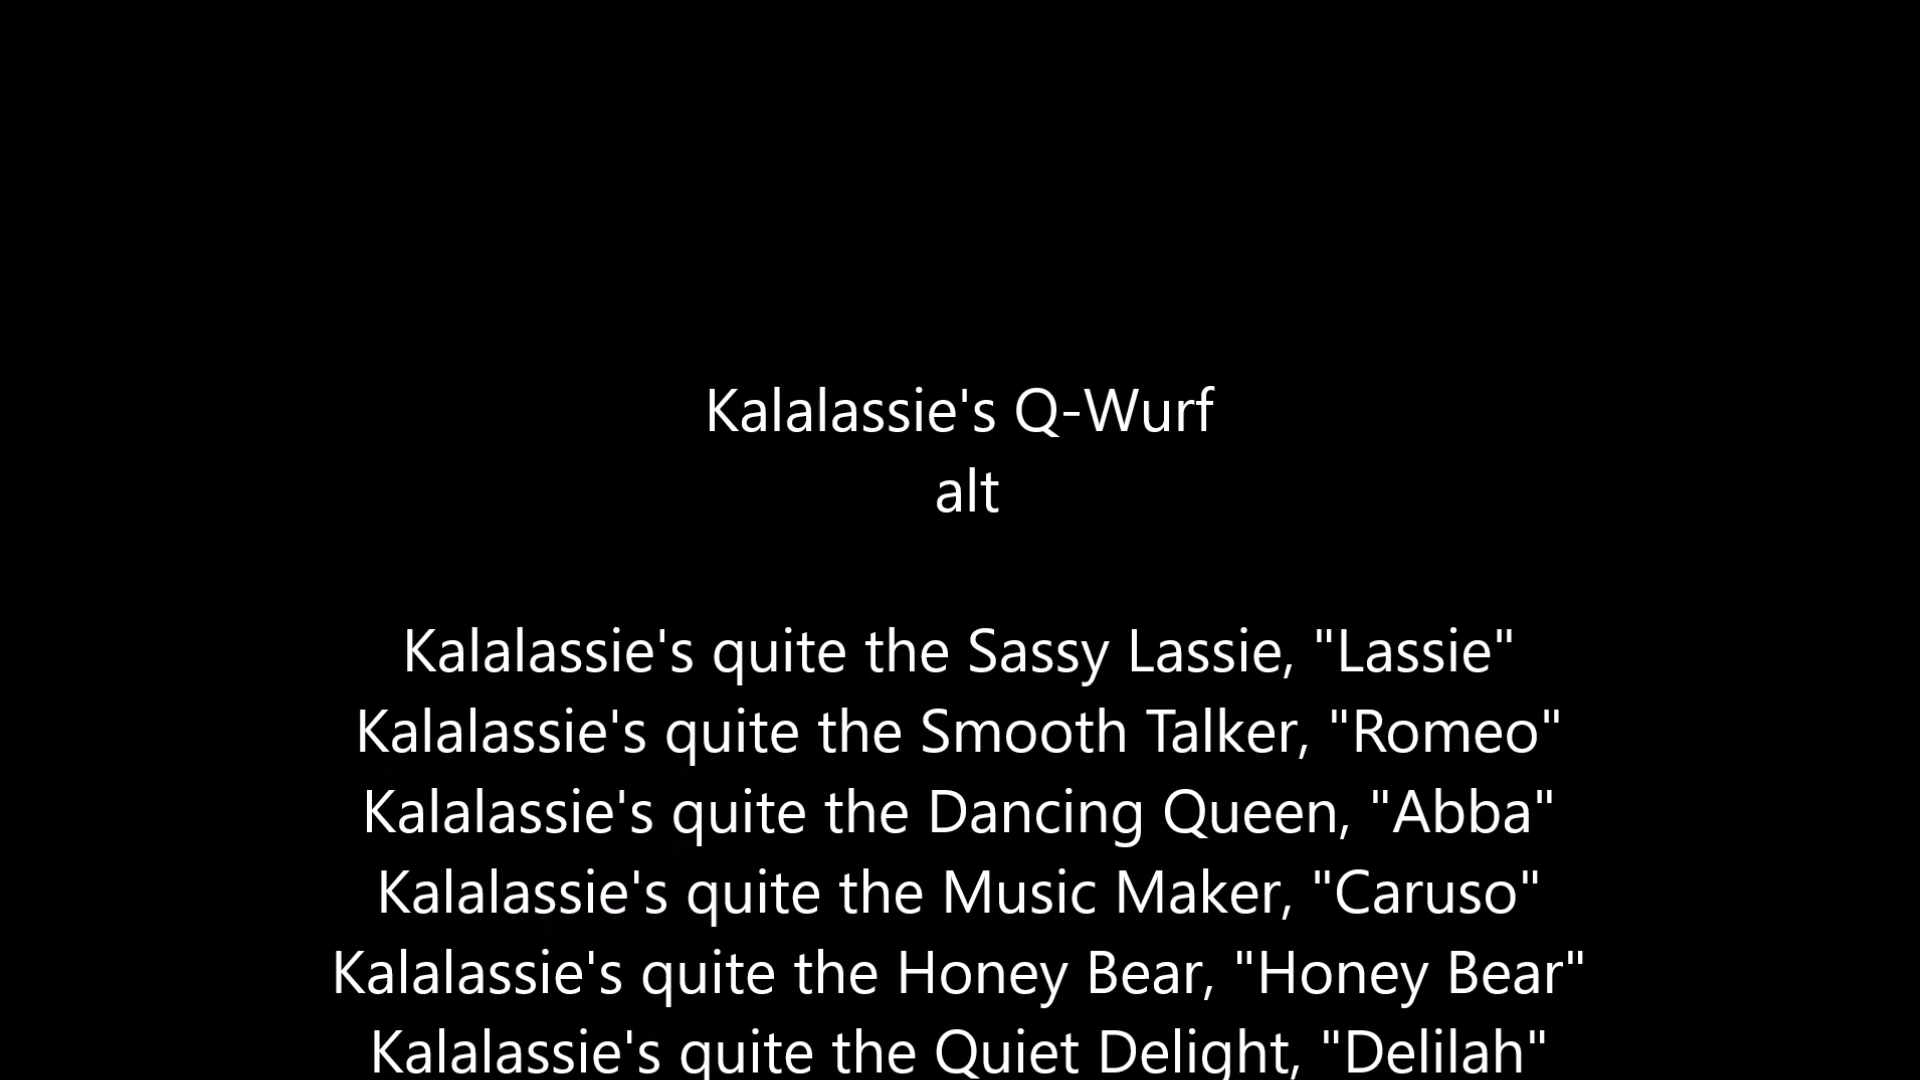 Kalalassie's Q-Wurf
alt
Kalalassie's quite the Sassy Lassie, "Lassie"
Kalalassie's quite the Smooth Talker, "Romeo"
Kalalassie's quite the Dancing Queen, "Abba"
Kalalassie's quite the Music Maker, "Caruso"
Kalalassie's quite the Honey Bear, "Honey Bear"
Kalalassie's quite the Quiet Delight, "Delilah"